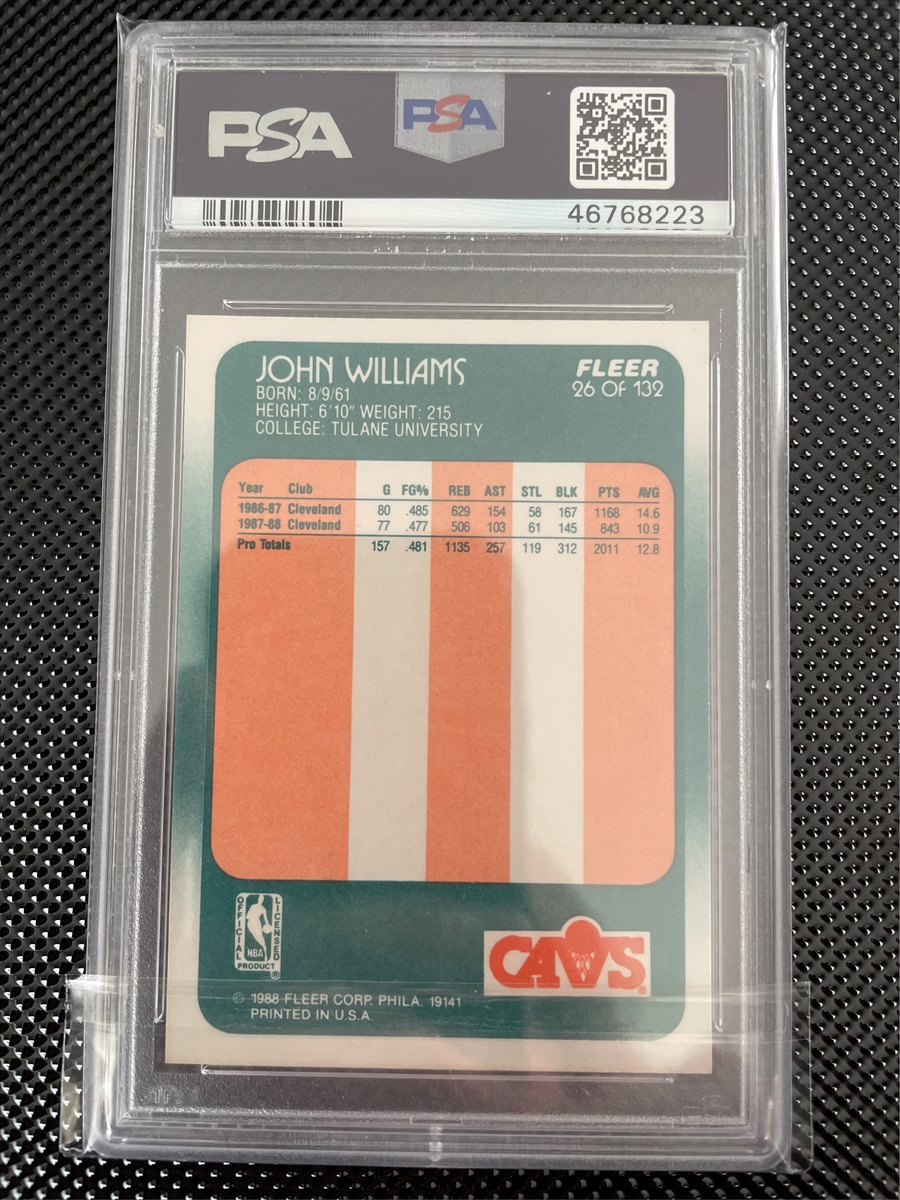 PSA
PSA
46768223
JOHN WILLIAMS
FLEER
26 OF 132
BORN: 8/9/61
HEIGHT: 6'10" WEIGHT: 215
COLLEGE: TULANE UNIVERSITY
Year Club G FG% REB AST STL BLK PTS AVG
1986-87 Cleveland 80 .485 629 154 58 167 1168 14.6
1987-88 Cleveland 77 .477 506 103 61 145 843 10.9
Pro Totals 157 .481 1135 257 119 312 2011 12.8
OFFICIAL
LICENSED
NBA
PRODUCT ®
CAVS®
© 1988 FLEER CORP. PHILA. 19141
PRINTED IN U.S.A.